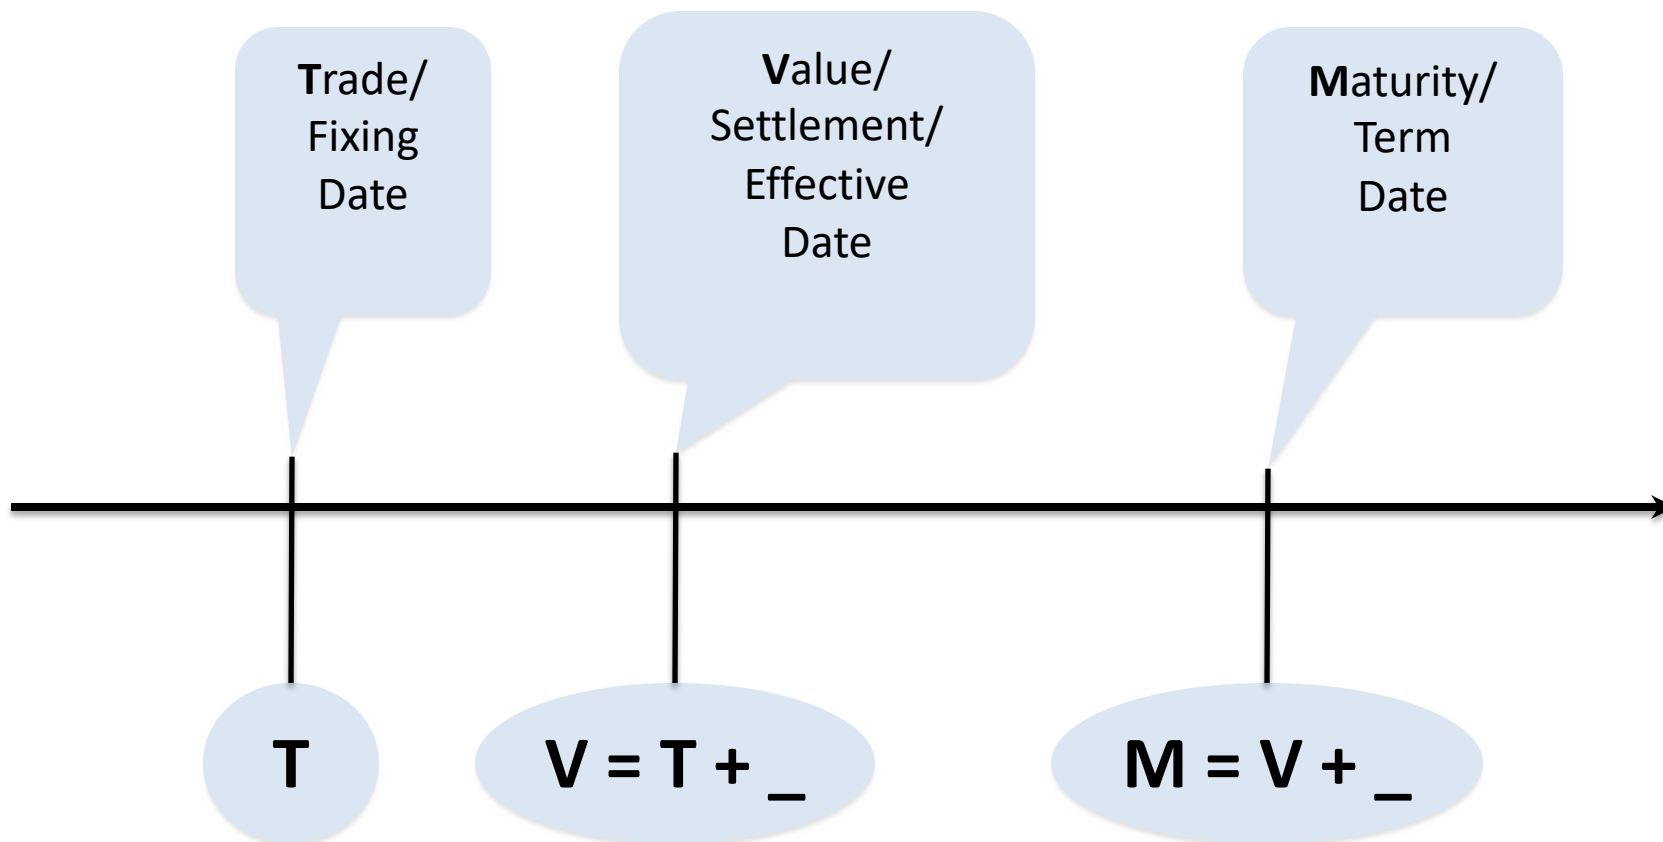 Trade/
Fixing
Date
Value/
Settlement/
Effective
Date
Maturity/
Term
Date
T
V = T + _
M = V + _